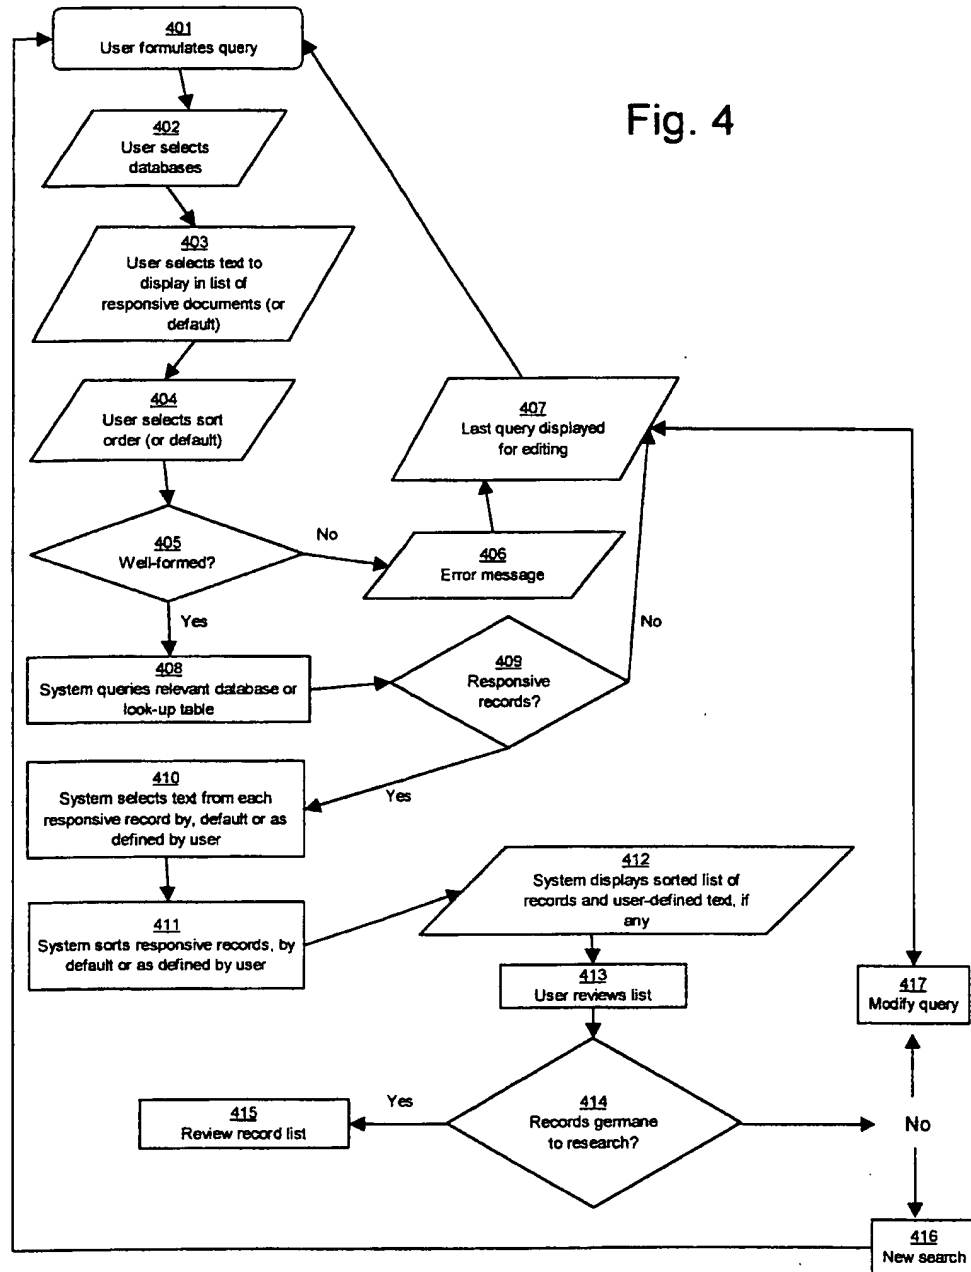 401
User formulates query
Fig. 4
402
User selects
databases
403
User selects text to
display in list of
responsive documents (or
default)
404
User selects sort
order (or default)
407
Last query displayed
for editing
405
Well-formed?
No
406
Error message
Yes
No
408
System queries relevant database or
look-up table
409
Responsive
records?
410
System selects text from each
responsive record by, default or as
defined by user
Yes
411
System sorts responsive records, by
default or as defined by user
412
System displays sorted list of
records and user-defined text, if
any
413
User reviews list
417
Modify query
414
Records germane
to research?
Yes
415
Review record list
No
416
New search